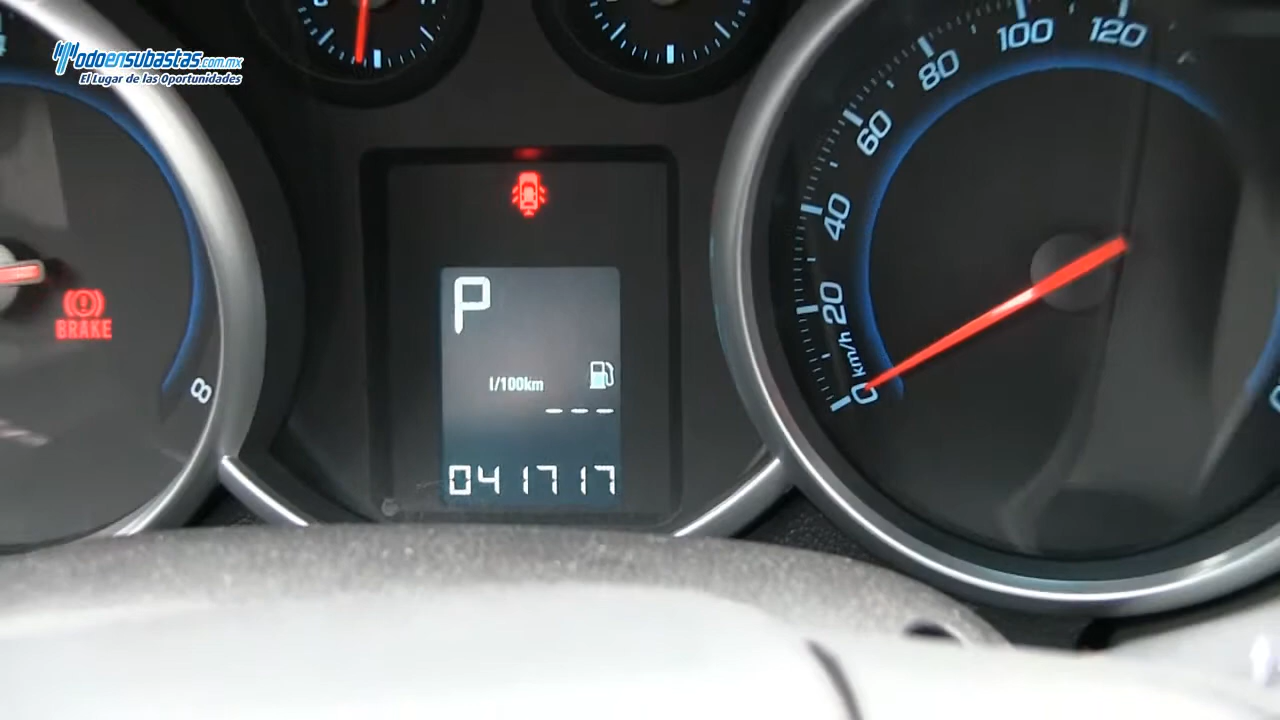 Todoensubastas.com.mx
El Lugar de las Oportunidades
100
120
80
60
40
20
km/h
0
BRAKE
8
P
l/100km
---
041717